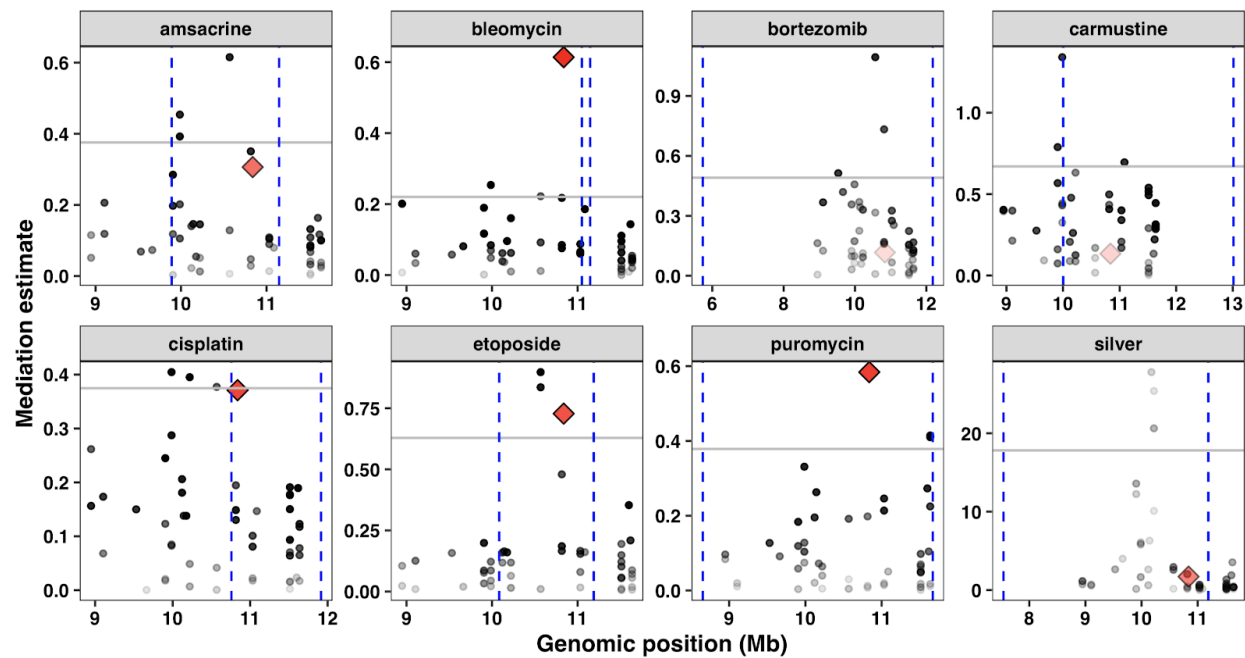 amsacrine bleomycin bortezomib carmustine
0.6 0.6 0.9 1.0
0.4 0.4 0.6 0.5
0.2 0.2 0.3 0.0
0.0 0.0 0.0
9 10 11 9 10 11 6 8 10 12 9 10 11 12 13
Mediation estimate
cisplatin etoposide puromycin silver
0.4 0.75 0.6 20
0.3 0.50 0.4 10
0.2 0.25 0.2 0
0.1 0.00 0.0
0.0
9 10 11 12 9 10 11 9 10 11 8 9 10 11
Genomic position (Mb)